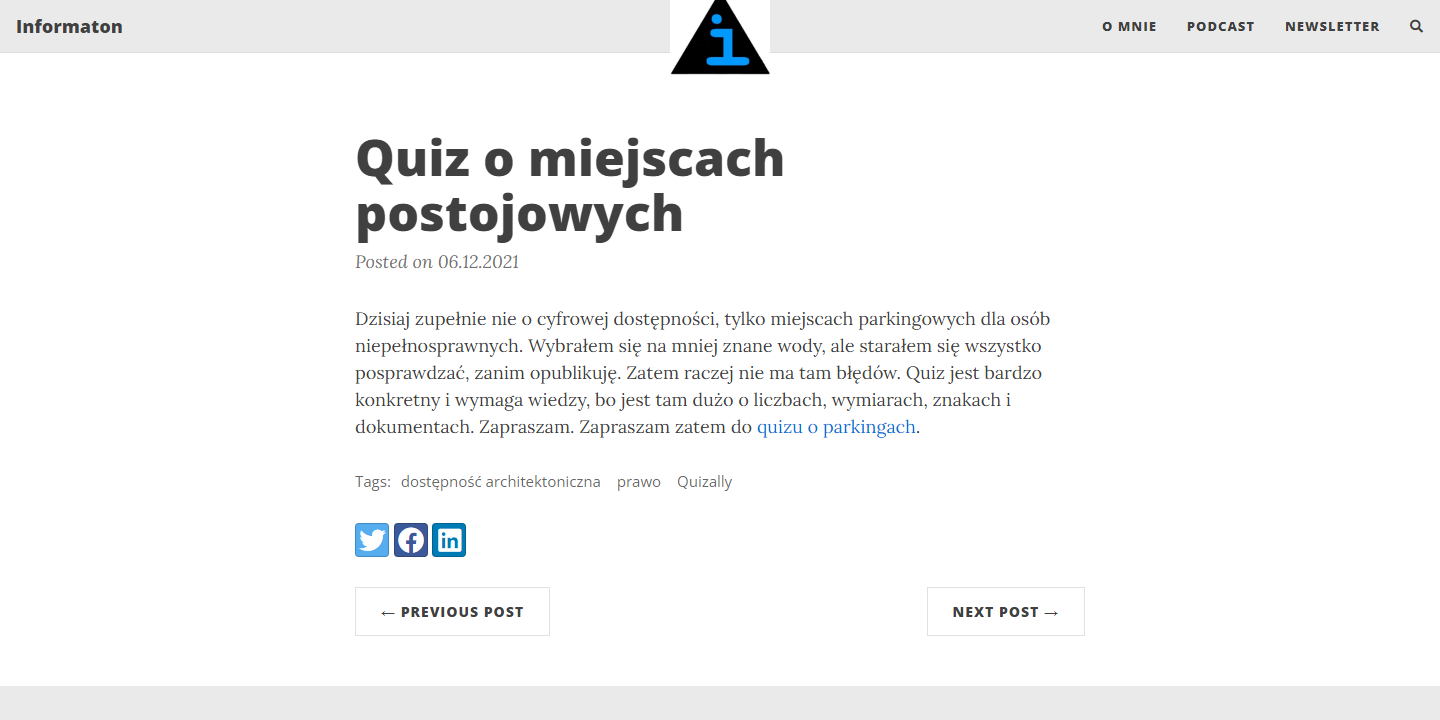 Informaton
i
O MNIE
PODCAST
NEWSLETTER
Quiz o miejscach
postojowych
Posted on 06.12.2021
Dzisiaj zupełnie nie o cyfrowej dostępności, tylko miejscach parkingowych dla osób
niepełnosprawnych. Wybrałem się na mniej znane wody, ale starałem się wszystko
posprawdzać, zanim opublikuję. Zatem raczej nie ma tam błędów. Quiz jest bardzo
konkretny i wymaga wiedzy, bo jest tam dużo o liczbach, wymiarach, znakach i
dokumentach. Zapraszam. Zapraszam zatem do quizu o parkingach.
Tags: dostępność architektoniczna prawo Quizally
in
← PREVIOUS POST
NEXT POST →